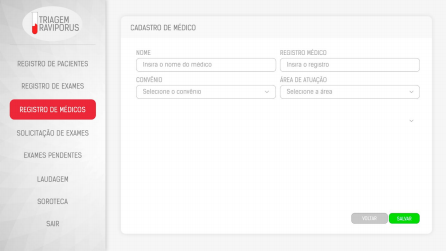 TRIAGEM
RAVIPORUS
REGISTRO DE PACIENTES
REGISTRO DE EXAMES
REGISTRO DE MÉDICOS
SOLICITAÇÃO DE EXAMES
EXAMES PENDENTES
LAUDAGEM
SOROTECA
SAIR
CADASTRO DE MÉDICO
NOME
REGISTRO MÉDICO
Insira o nome do médico
Insira o registro
CONVÊNIO
ÁREA DE ATUAÇÃO
Selecione o convênio
Selecione a área
VOLTAR
SALVAR